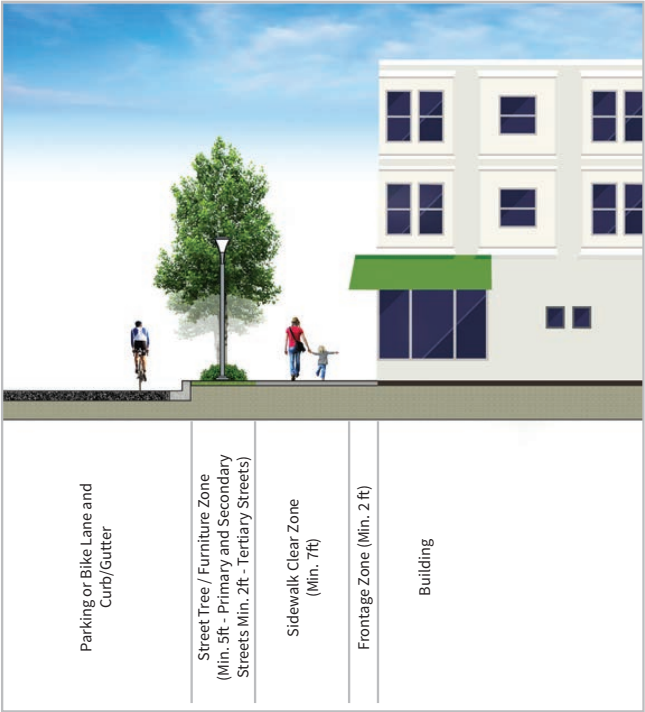 Parking or Bike Lane and
Curb/Gutter
Street Tree / Furniture Zone
(Min. 5ft - Primary and Secondary
Streets Min. 2ft - Tertiary Streets)
Sidewalk Clear Zone
(Min. 7ft)
Frontage Zone (Min. 2 ft)
Building